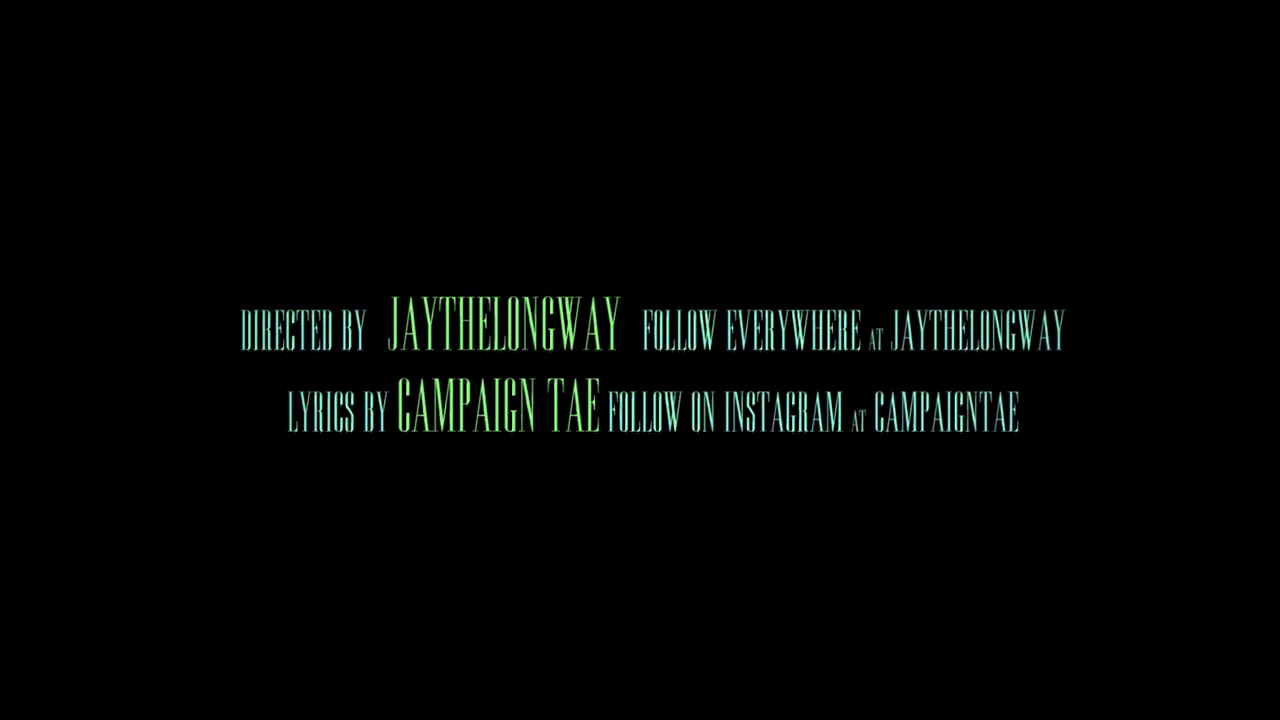 DIRECTED BY JAYTHELONGWAY FOLLOW EVERYWHERE AT JAYTHELONGWAY
LYRICS BY CAMPAIGN TAE FOLLOW ON INSTAGRAM AT CAMPAIGNTAE